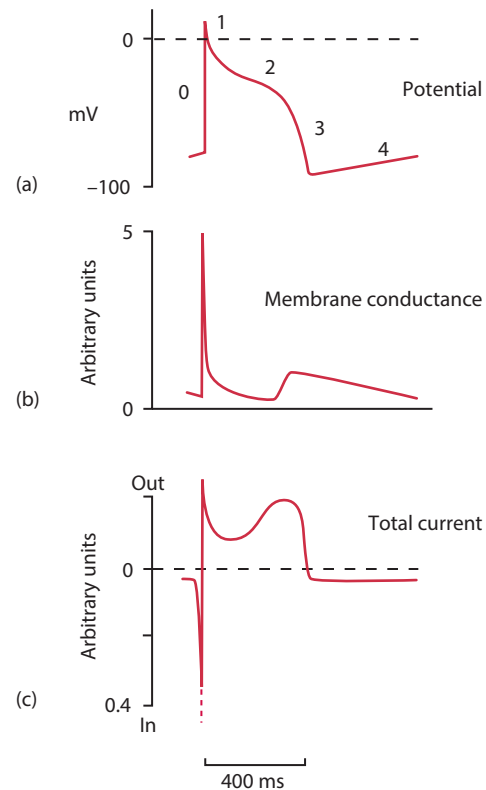 1
0
2
0
Potential
mV
3
4
(a)
–100
5
Arbitrary units
Membrane conductance
(b)
0
Out
Total current
0
Arbitrary units
(c)
0.4
In
400 ms